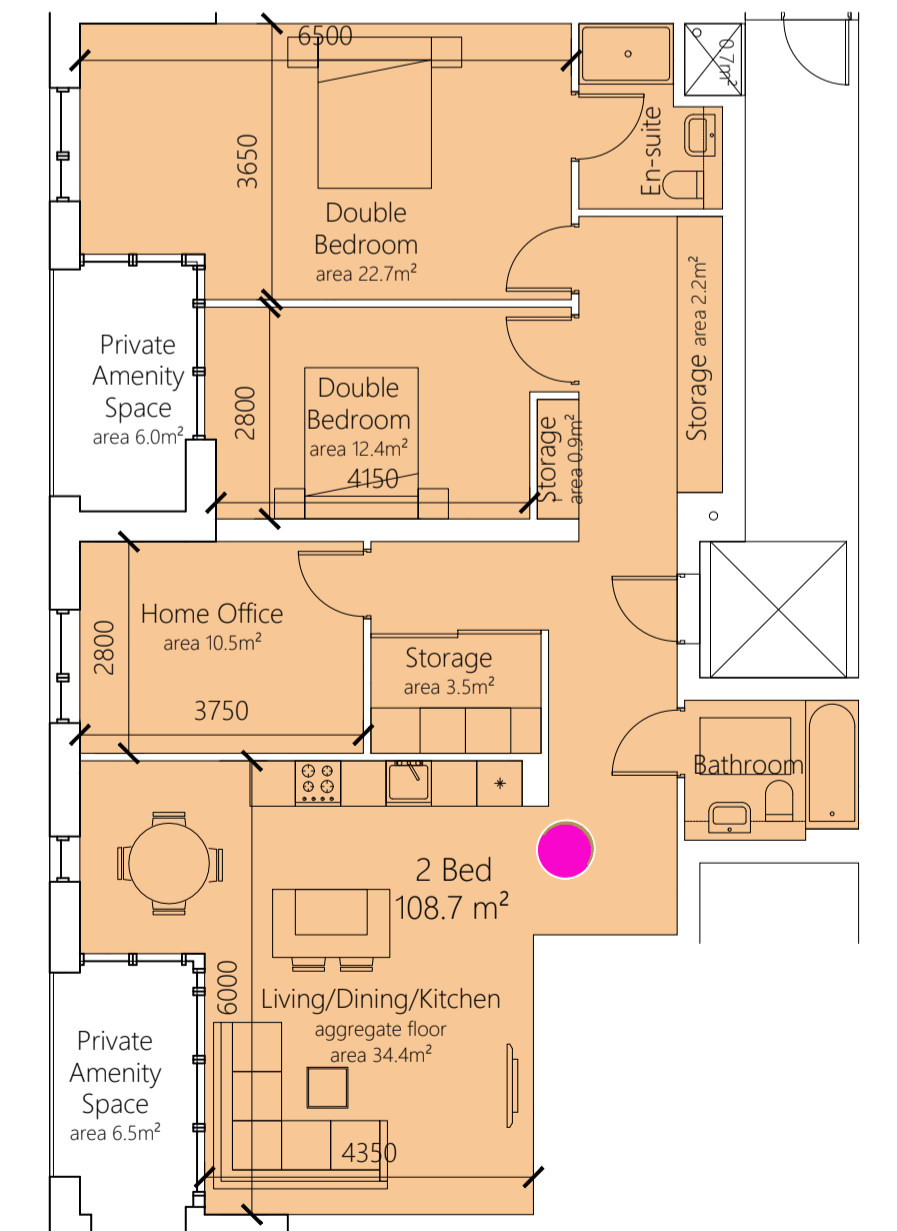 6500
0.7m²
3650
En-suite
Double
Bedroom
area 22.7m²
Storage area 2.2m²
Private
Amenity
Space
area 6.0m²
2800
Double
Bedroom
area 12.4m²
4150
Storage
area 0.9m²
Home Office
area 10.5m²
2800
3750
Storage
area 3.5m²
Bathroom
2 Bed
108.7 m²
6000
Living/Dining/Kitchen
aggregate floor
area 34.4m²
Private
Amenity
Space
area 6.5m²
4350